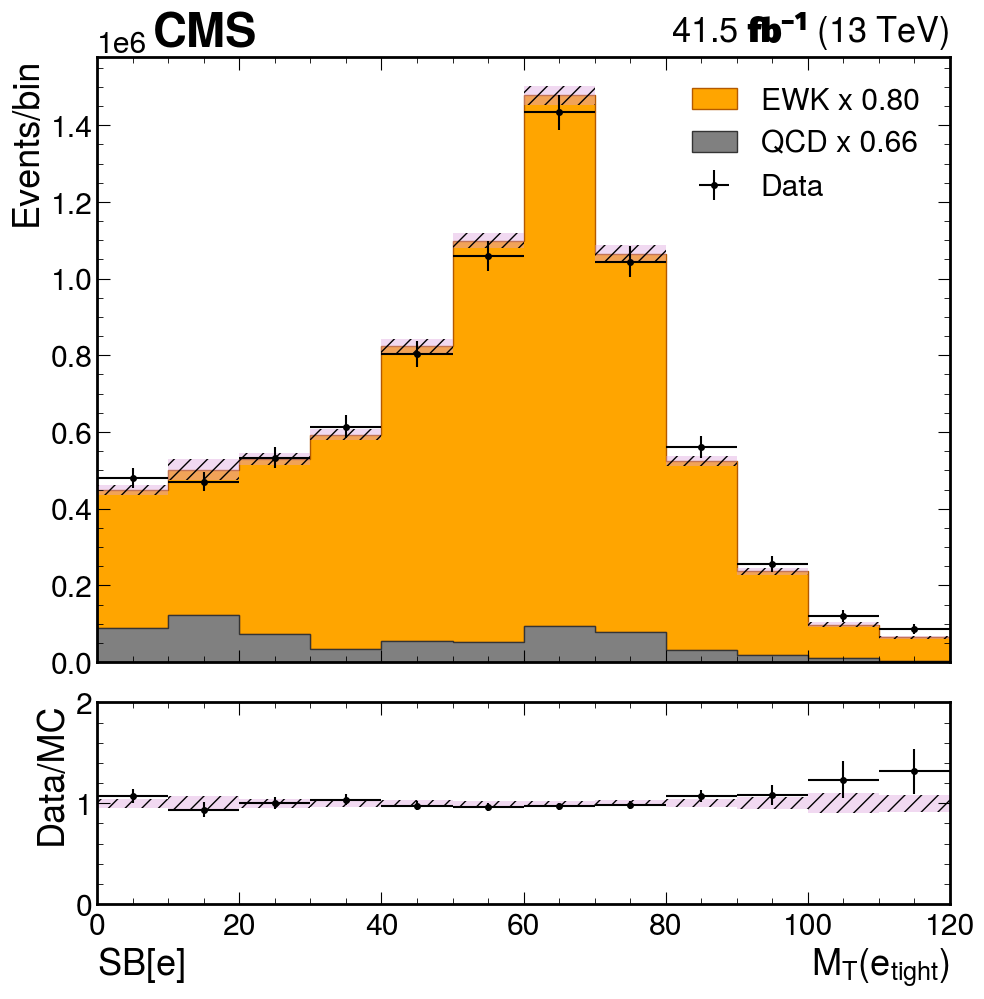 1e6 CMS 41.5 fb⁻¹ (13 TeV)
Events/bin
1.4
1.2
1.0
0.8
0.6
0.4
0.2
0.0
EWK x 0.80
QCD x 0.66
Data
Data/MC
2
1
0
0 20 40 60 80 100 120
SB[e] M_T(e_tight)